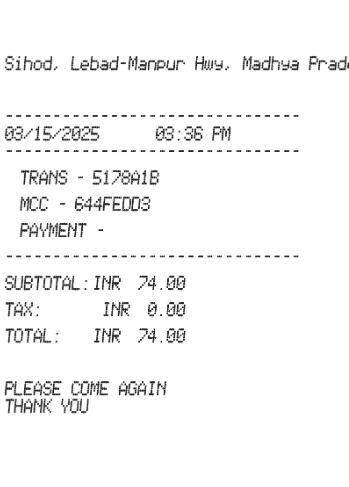 Sihod, Lebad-Manpur Hwy, Madhya Prad
------------------------------
03/15/2025 03:36 PM
------------------------------
TRANS - 5178A1B
MCC - 644FEDD3
PAYMENT -
------------------------------
SUBTOTAL: INR 74.00
TAX: INR 0.00
TOTAL: INR 74.00
PLEASE COME AGAIN
THANK YOU